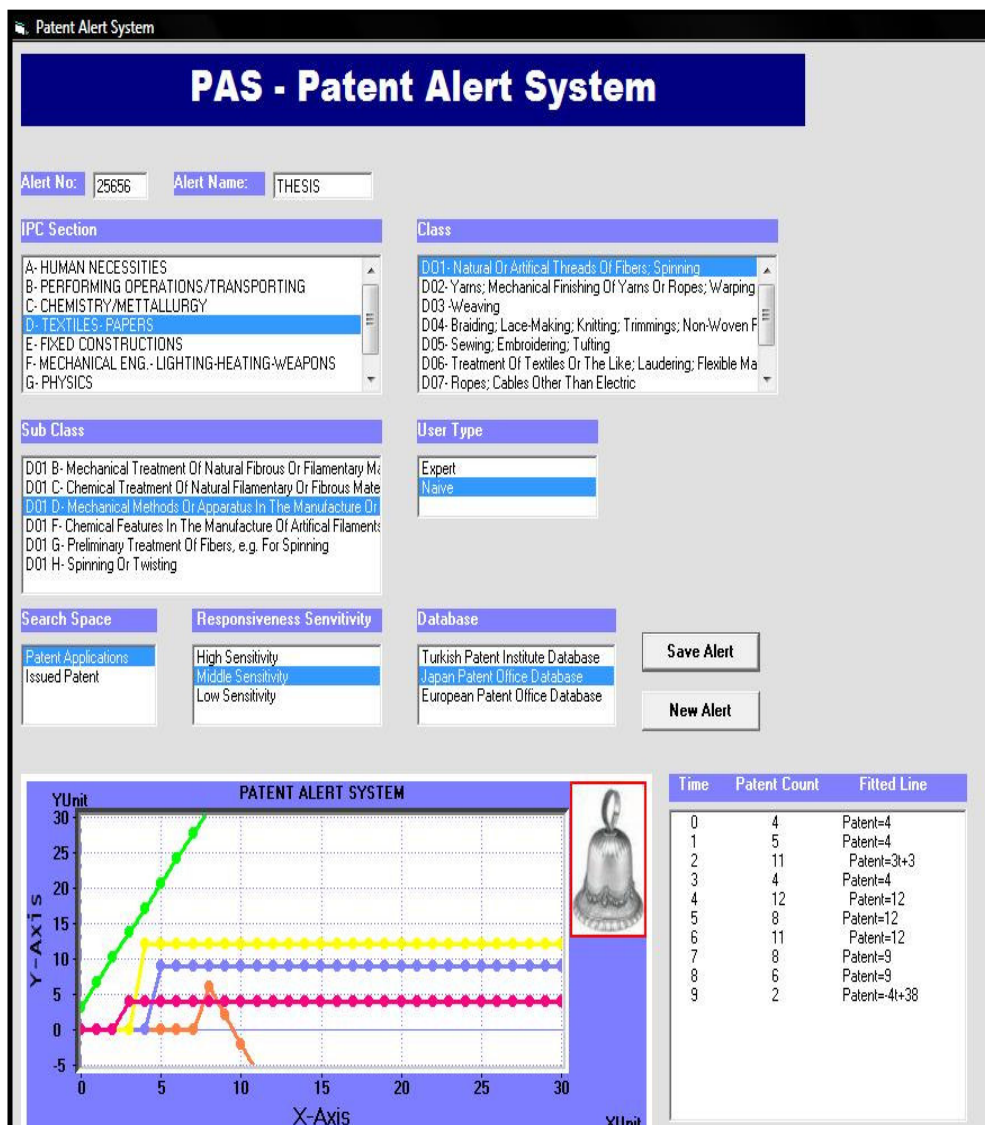 Patent Alert System
PAS - Patent Alert System
Alert No: 25656 Alert Name: THESIS
IPC Section
A- HUMAN NECESSITIES
B- PERFORMING OPERATIONS/TRANSPORTING
C- CHEMISTRY/METTALLURGY
D- TEXTILES- PAPERS
E- FIXED CONSTRUCTIONS
F- MECHANICAL ENG.- LIGHTING-HEATING-WEAPONS
G- PHYSICS
Class
D01- Natural Or Artifical Threads Of Fibers; Spinning
D02- Yarns; Mechanical Finishing Of Yarns Or Ropes; Warping
D03 -Weaving
D04- Braiding; Lace-Making; Knitting; Trimmings; Non-Woven F
D05- Sewing; Embroidering; Tufting
D06- Treatment Of Textiles Or The Like; Laudering; Flexible Ma
D07- Ropes; Cables Other Than Electric
Sub Class
D01 B- Mechanical Treatment Of Natural Fibrous Or Filamentary Ma
D01 C- Chemical Treatment Of Natural Filamentary Or Fibrous Mate
D01 D- Mechanical Methods Or Apparatus In The Manufacture Or
D01 F- Chemical Features In The Manufacture Of Artifical Filaments
D01 G- Preliminary Treatment Of Fibers, e.g. For Spinning
D01 H- Spinning Or Twisting
User Type
Expert
Naive
Search Space
Patent Applications
Issued Patent
Responsiveness Senvitivity
High Sensitivity
Middle Sensitivity
Low Sensitivity
Database
Turkish Patent Institute Database
Japan Patent Office Database
European Patent Office Database
Save Alert
New Alert
PATENT ALERT SYSTEM
YUnit
30
25
20
15
10
5
0
-5
Y-Axis
0 5 10 15 20 25 30
X-Axis
XUnit
Time Patent Count Fitted Line
0 4 Patent=4
1 5 Patent=4
2 11 Patent=3t+3
3 4 Patent=4
4 12 Patent=12
5 8 Patent=12
6 11 Patent=12
7 8 Patent=9
8 6 Patent=9
9 2 Patent=-4t+38